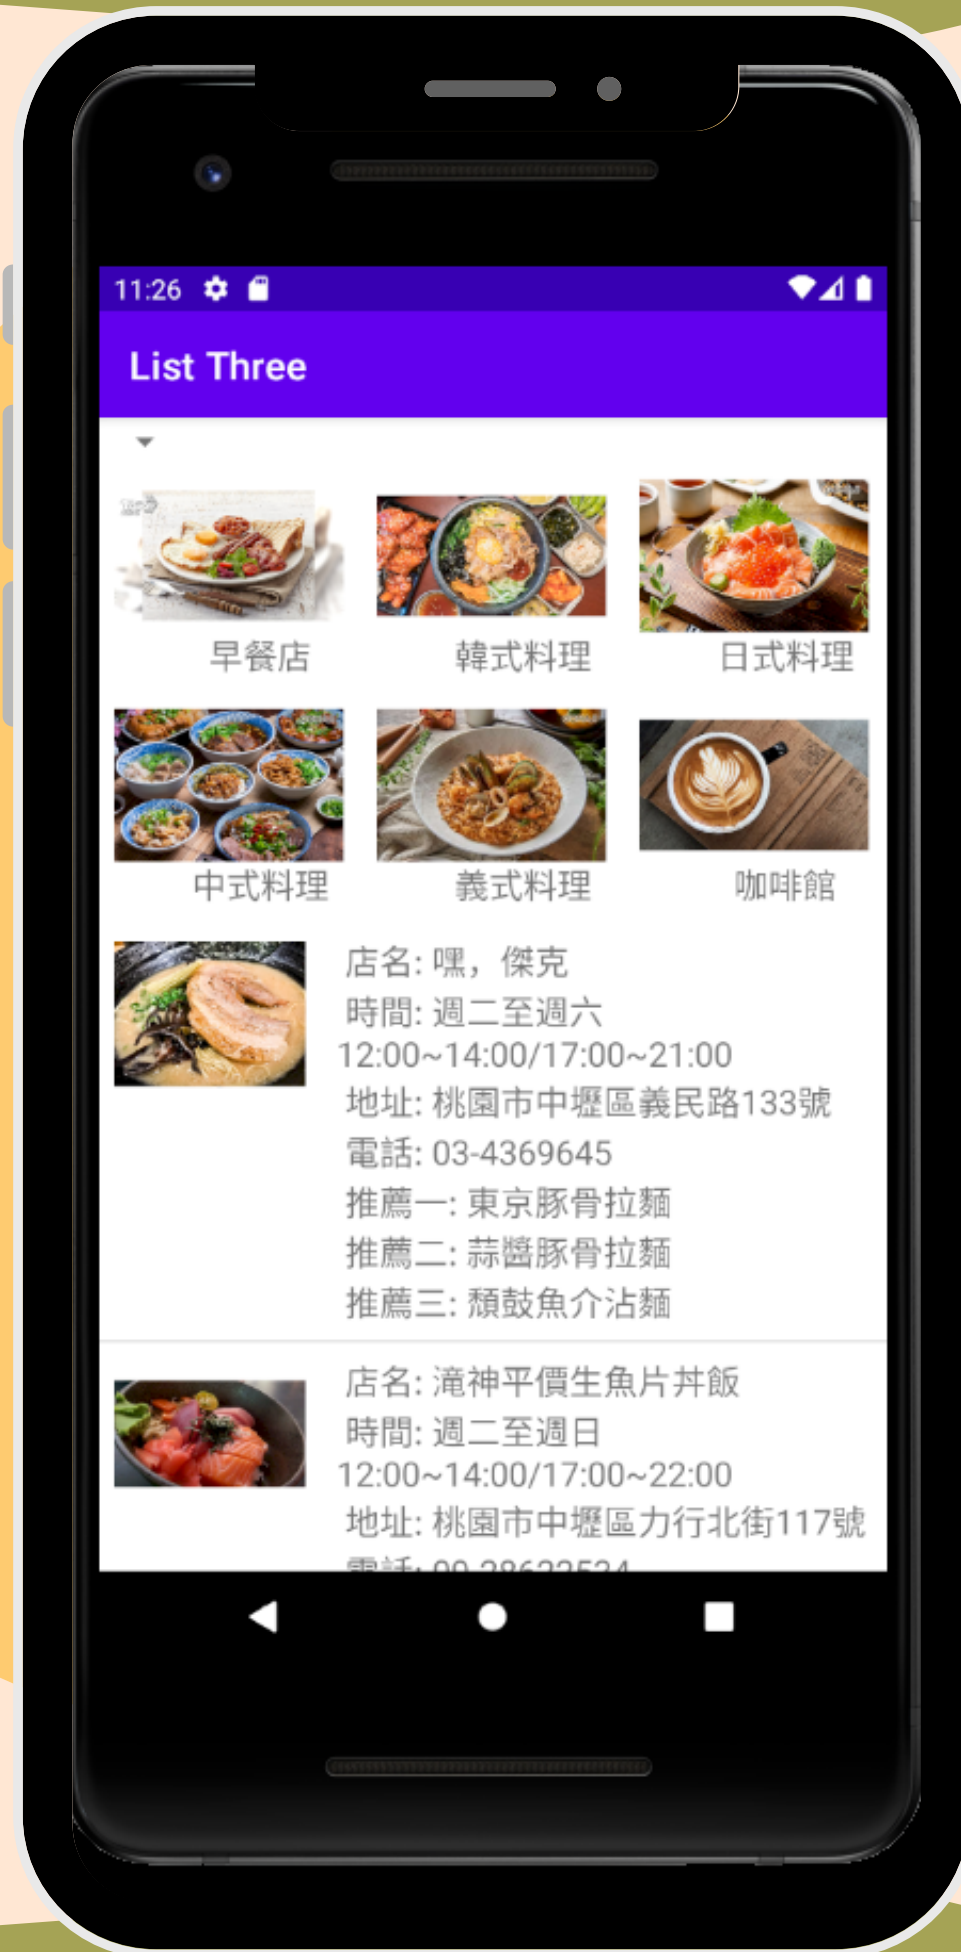 11:26
List Three
早餐店 韓式料理 日式料理
中式料理 義式料理 咖啡館
店名: 嘿，傑克
時間: 週二至週六
12:00~14:00/17:00~21:00
地址: 桃園市中壢區義民路133號
電話: 03-4369645
推薦一: 東京豚骨拉麵
推薦二: 蒜醬豚骨拉麵
推薦三: 頹鼓魚介沾麵
店名: 滝神平價生魚片丼飯
時間: 週二至週日
12:00~14:00/17:00~22:00
地址: 桃園市中壢區力行北街117號
電話: